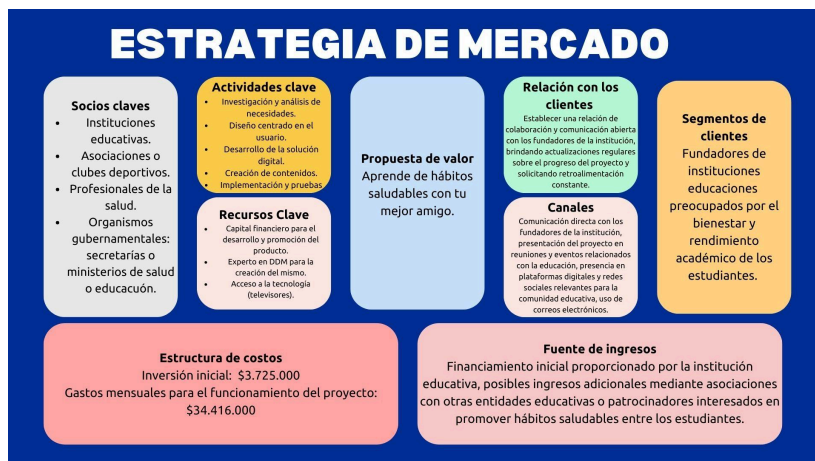 ESTRATEGIA DE MERCADO
Socios claves
• Instituciones
educativas.
• Asociaciones o
clubes deportivos.
• Profesionales de la
salud.
• Organismos
gubernamentales:
secretarías o
ministerios de salud
o educacuón.
Actividades clave
• Investigación y análisis de
necesidades.
• Diseño centrado en el
usuario.
• Desarrollo de la solución
digital.
• Creación de contenidos.
• Implementación y pruebas
Recursos Clave
• Capital financiero para el
desarrollo y promoción del
producto.
• Experto en DDM para la
creación del mismo.
• Acceso a la tecnología
(televisores).
Propuesta de valor
Aprende de hábitos
saludables con tu
mejor amigo.
Relación con los
clientes
Establecer una relación de
colaboración y comunicación abierta
con los fundadores de la institución,
brindando actualizaciones regulares
sobre el progreso del proyecto y
solicitando retroalimentación
constante.
Canales
Comunicación directa con los
fundadores de la institución,
presentación del proyecto en
reuniones y eventos relacionados
con la educación, presencia en
plataformas digitales y redes
sociales relevantes para la
comunidad educativa, uso de
correos electrónicos.
Segmentos de
clientes
Fundadores de
instituciones
educaciones
preocupados por el
bienestar y
rendimiento
académico de los
estudiantes.
Estructura de costos
Inversión inicial: $3.725.000
Gastos mensuales para el funcionamiento del proyecto:
$34.416.000
Fuente de ingresos
Financiamiento inicial proporcionado por la institución
educativa, posibles ingresos adicionales mediante asociaciones
con otras entidades educativas o patrocinadores interesados en
promover hábitos saludables entre los estudiantes.